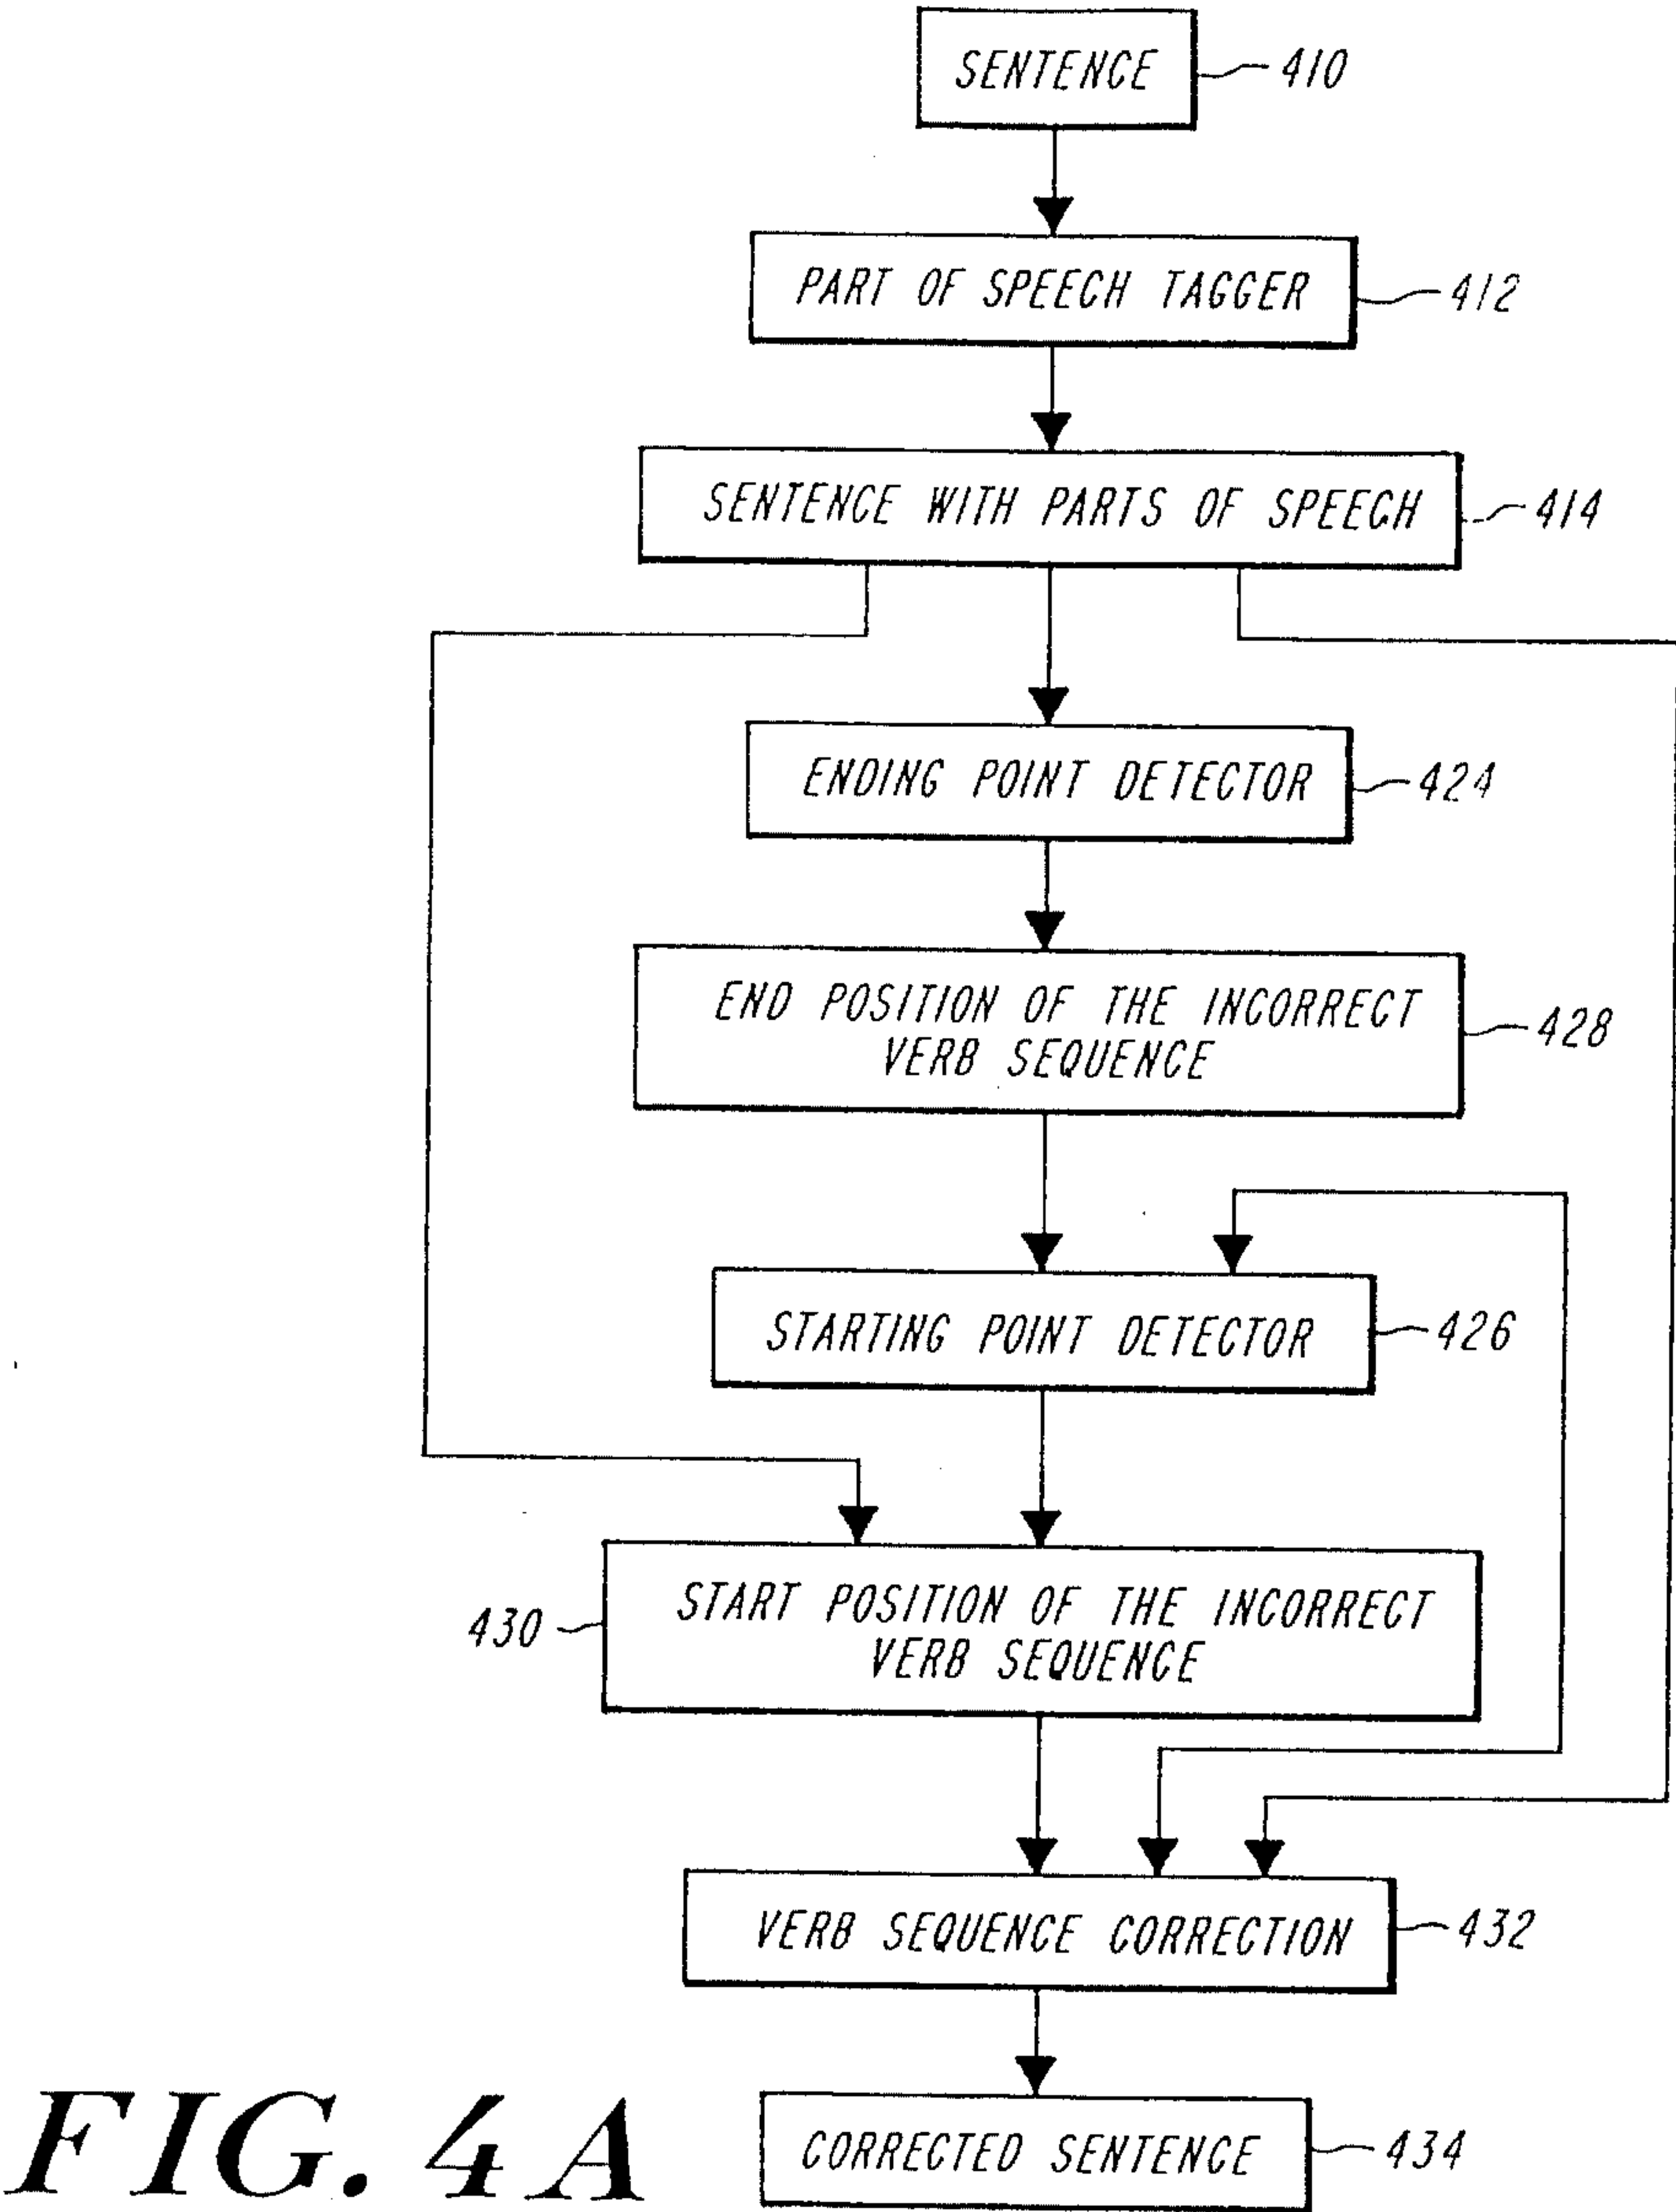 SENTENCE
410
PART OF SPEECH TAGGER
412
SENTENCE WITH PARTS OF SPEECH
414
ENDING POINT DETECTOR
424
END POSITION OF THE INCORRECT
VERB SEQUENCE
428
STARTING POINT DETECTOR
426
430
START POSITION OF THE INCORRECT
VERB SEQUENCE
VERB SEQUENCE CORRECTION
432
CORRECTED SENTENCE
434
FIG. 4A